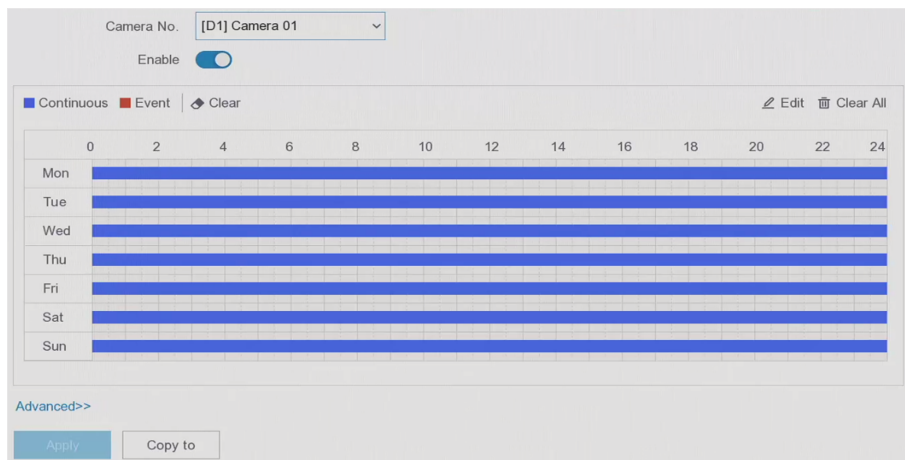 Camera No. [D1] Camera 01
Enable
Continuous Event Clear Edit Clear All
0 2 4 6 8 10 12 14 16 18 20 22 24
Mon
Tue
Wed
Thu
Fri
Sat
Sun
Advanced>>
Apply Copy to